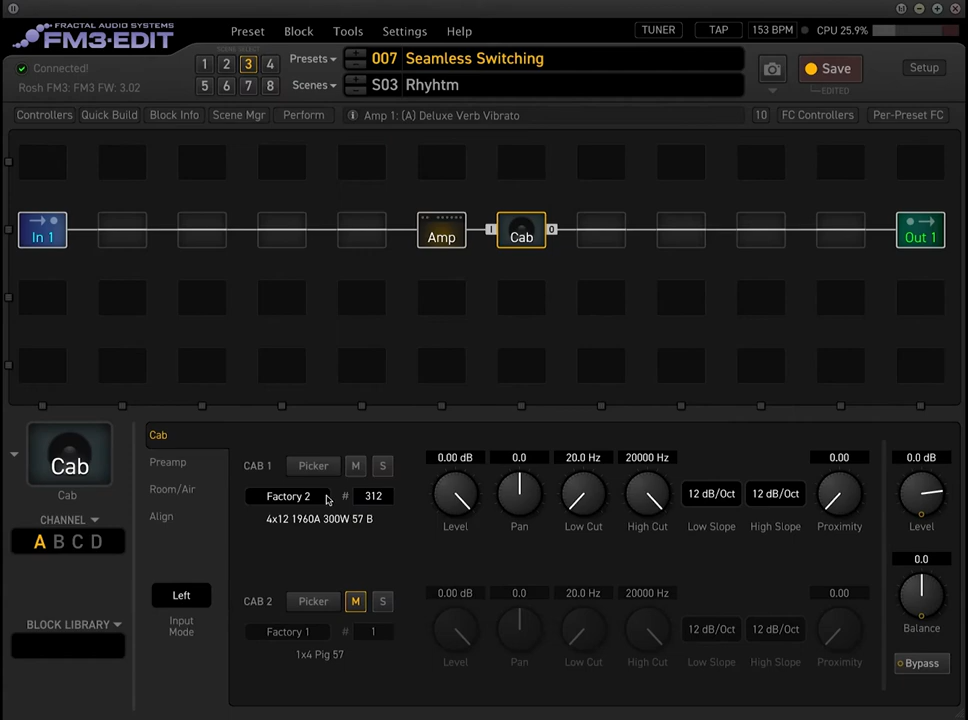 FRACTAL AUDIO SYSTEMS
FM3-EDIT
Preset Block Tools Settings Help
TUNER TAP 153 BPM CPU 25.9%
Connected!
Rosh FM3: FM3 FW: 3.02
SCENE SELECT
1 2 3 4
5 6 7 8
Presets
007 Seamless Switching
Scenes
S03 Rhyhtm
Save
EDITED
Setup
Controllers Quick Build Block Info Scene Mgr Perform
Amp 1: (A) Deluxe Verb Vibrato
10 FC Controllers Per-Preset FC
In 1
Amp
I
Cab
O
Out 1
Cab
Cab
CHANNEL
A B C D
BLOCK LIBRARY
Cab
Preamp
Room/Air
Align
Left
Input
Mode
CAB 1 Picker M S
Factory 2 # 312
4x12 1960A 300W 57 B
0.00 dB 0.0 20.0 Hz 20000 Hz 0.00
12 dB/Oct 12 dB/Oct
Level Pan Low Cut High Cut Low Slope High Slope Proximity
CAB 2 Picker M S
Factory 1 # 1
1x4 Pig 57
0.00 dB 0.0 20.0 Hz 20000 Hz 0.00
12 dB/Oct 12 dB/Oct
Level Pan Low Cut High Cut Low Slope High Slope Proximity
0.0 dB
Level
0.0
Balance
Bypass